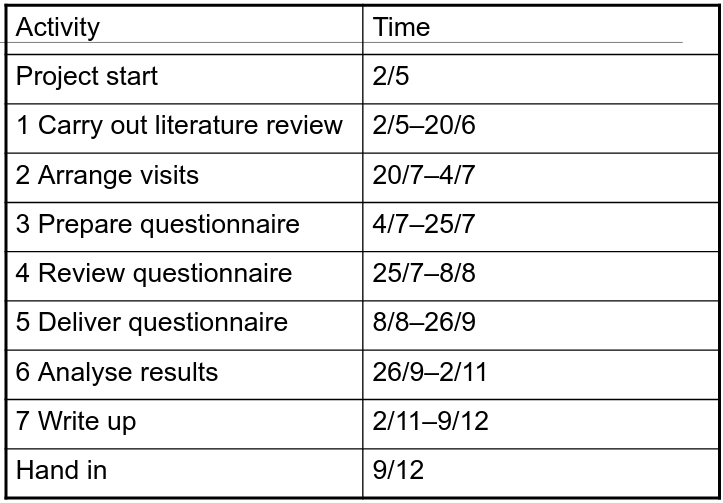 Activity Time
Project start 2/5
1 Carry out literature review 2/5–20/6
2 Arrange visits 20/7–4/7
3 Prepare questionnaire 4/7–25/7
4 Review questionnaire 25/7–8/8
5 Deliver questionnaire 8/8–26/9
6 Analyse results 26/9–2/11
7 Write up 2/11–9/12
Hand in 9/12